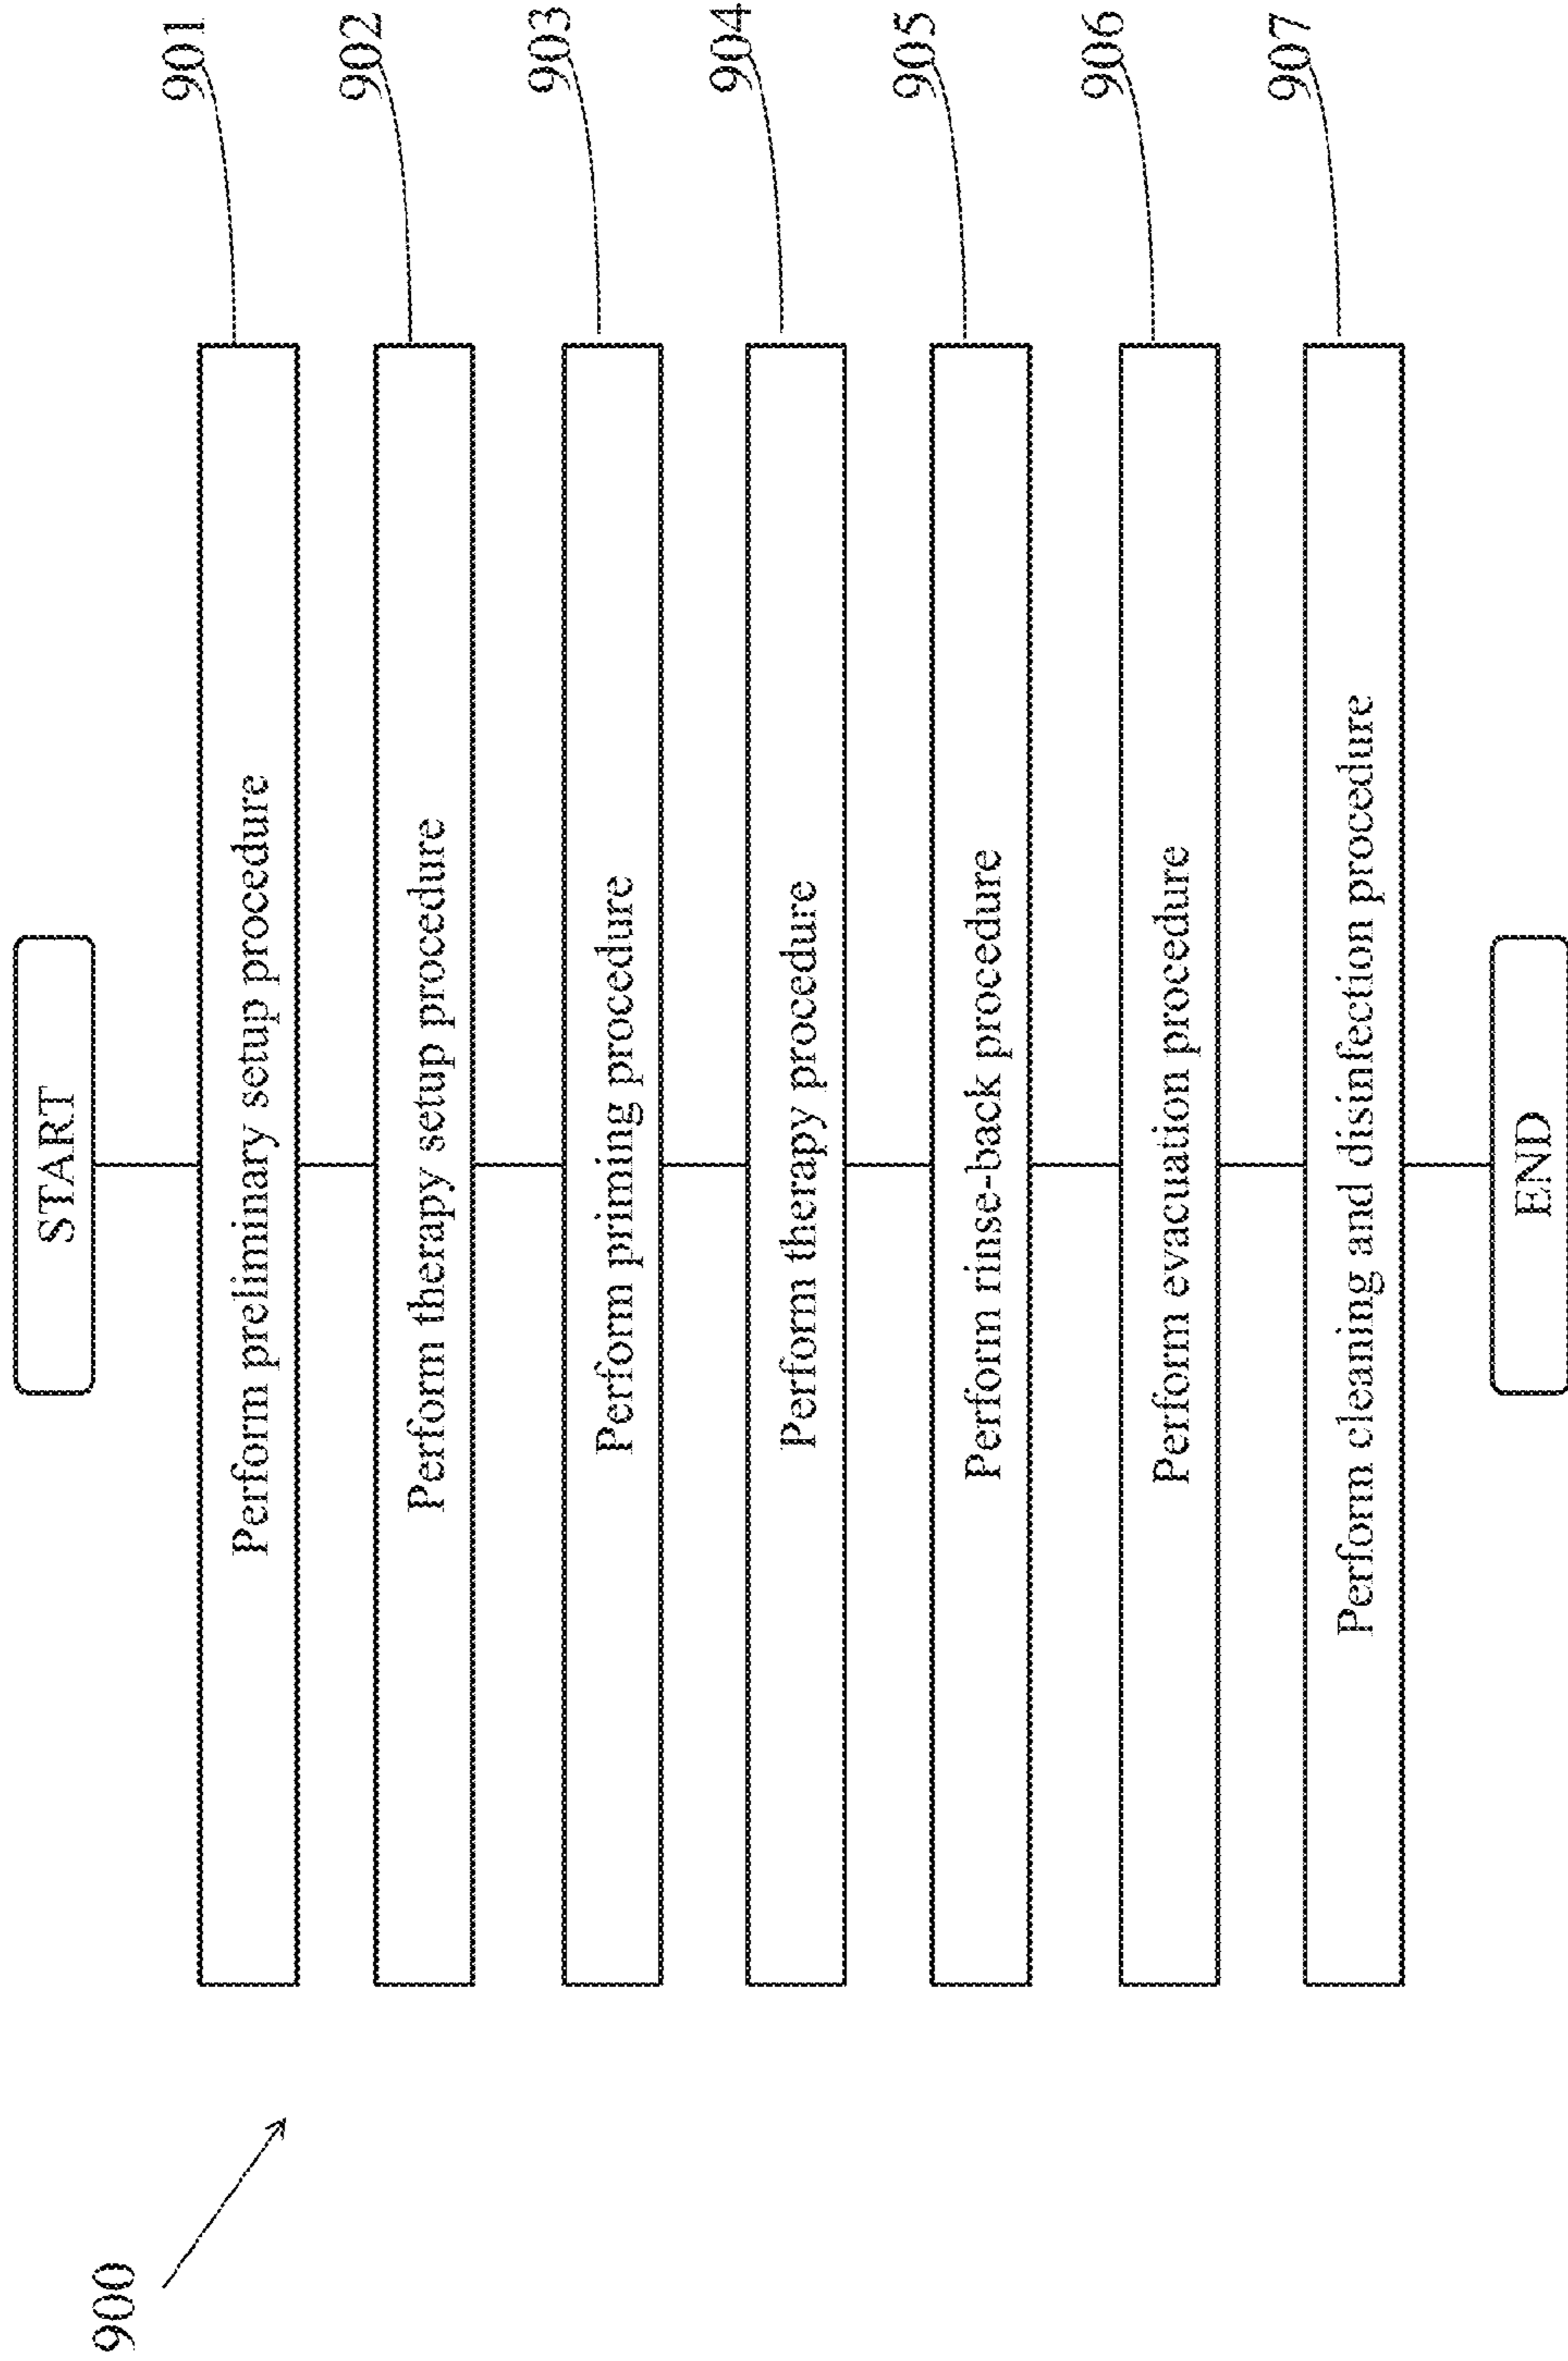 900
START
Perform preliminary setup procedure
901
Perform therapy setup procedure
902
Perform priming procedure
903
Perform therapy procedure
904
Perform rinse-back procedure
905
Perform evacuation procedure
906
Perform cleaning and disinfection procedure
907
END